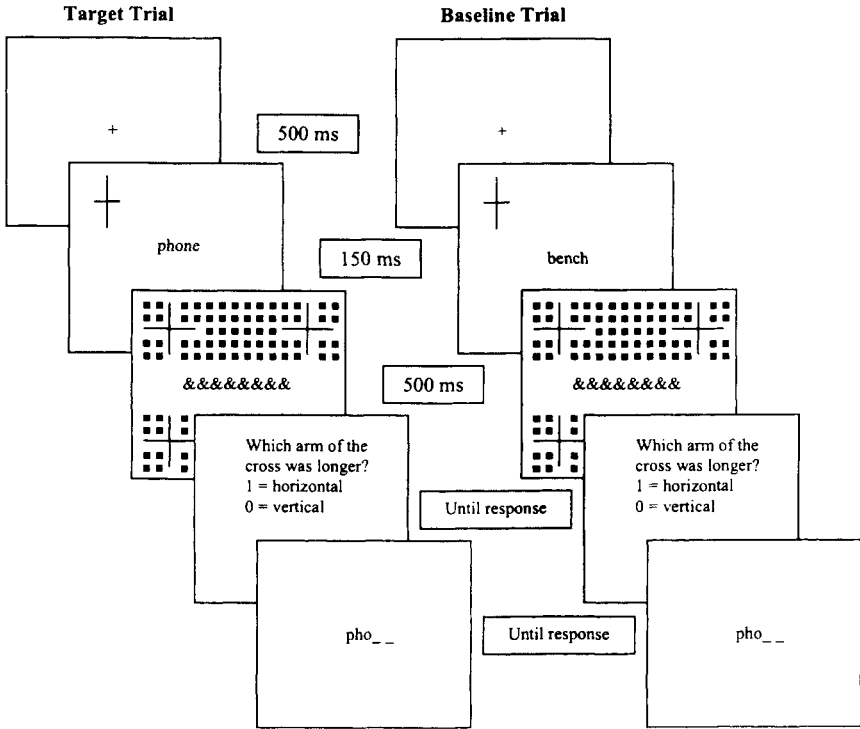 Target Trial
Baseline Trial
+
500 ms
+
phone
150 ms
bench
&&&&&&&&
500 ms
&&&&&&&&
Which arm of the
cross was longer?
1 = horizontal
0 = vertical
Until response
Which arm of the
cross was longer?
1 = horizontal
0 = vertical
pho_ _
Until response
pho_ _